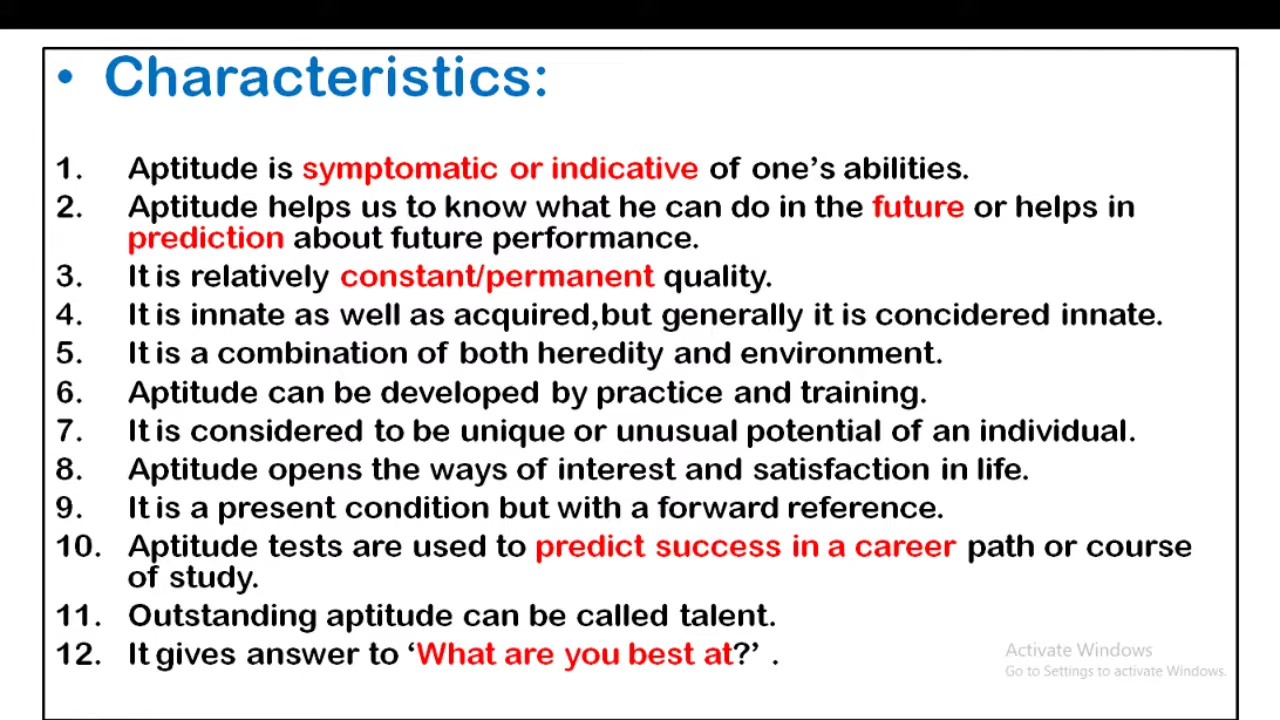 • Characteristics:
1. Aptitude is symptomatic or indicative of one’s abilities.
2. Aptitude helps us to know what he can do in the future or helps in
prediction about future performance.
3. It is relatively constant/permanent quality.
4. It is innate as well as acquired,but generally it is concidered innate.
5. It is a combination of both heredity and environment.
6. Aptitude can be developed by practice and training.
7. It is considered to be unique or unusual potential of an individual.
8. Aptitude opens the ways of interest and satisfaction in life.
9. It is a present condition but with a forward reference.
10. Aptitude tests are used to predict success in a career path or course
of study.
11. Outstanding aptitude can be called talent.
12. It gives answer to ‘What are you best at?’ .
Activate Windows
Go to Settings to activate Windows.